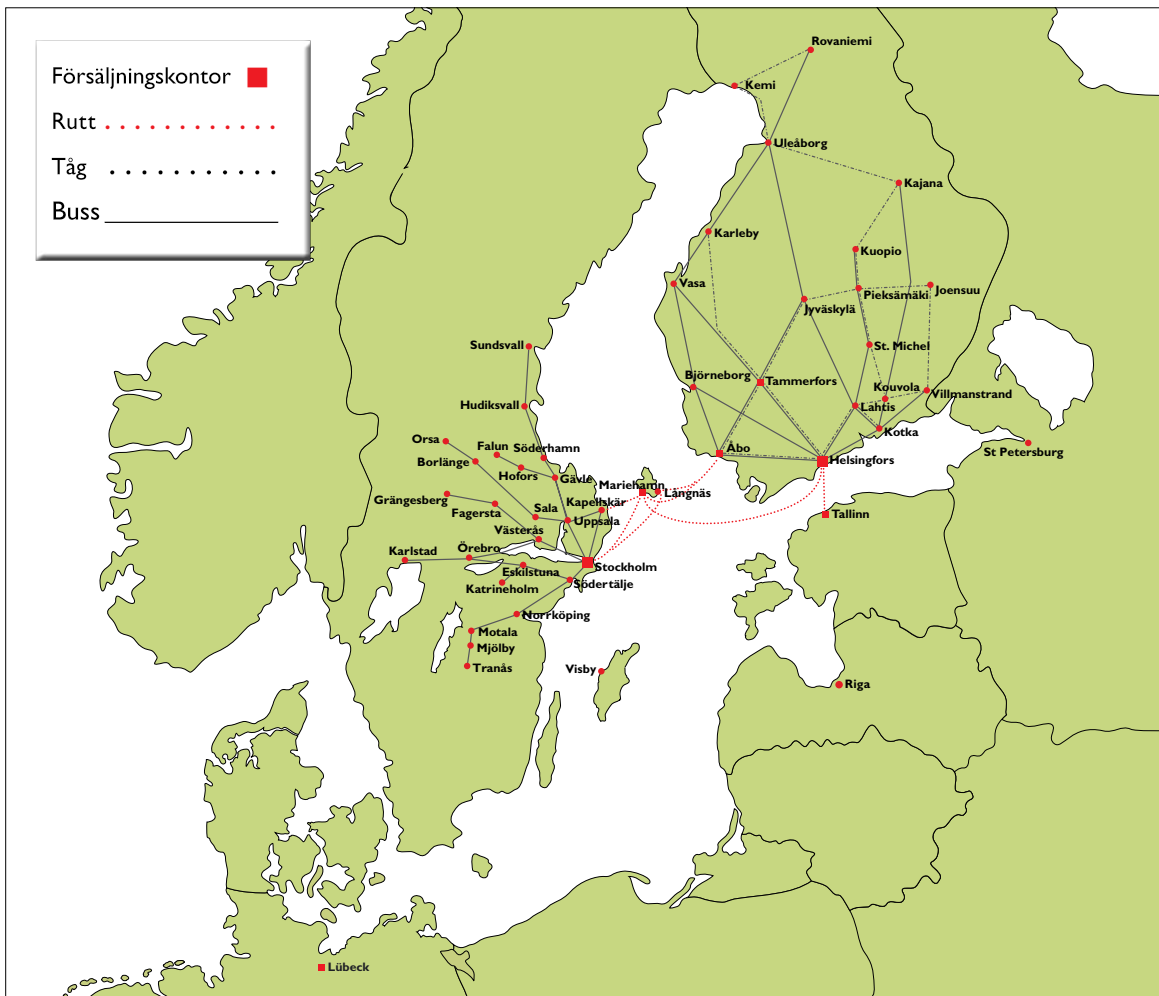 Försäljningskontor
Rutt
Tåg
Buss
Rovaniemi
Kemi
Uleåborg
Kajana
Karleby
Kuopio
Vasa
Pieksämäki
Joensuu
Jyväskylä
Sundsvall
St. Michel
Björneborg
Tammerfors
Kouvola
Villmanstrand
Hudiksvall
Lahtis
Kotka
Orsa
Falun
Söderhamn
Åbo
Helsingfors
St Petersburg
Borlänge
Hofors
Gävle
Mariehamn
Långnäs
Grängesberg
Fagersta
Sala
Kapellskär
Uppsala
Tallinn
Västerås
Karlstad
Örebro
Eskilstuna
Stockholm
Katrineholm
Södertälje
Norrköping
Motala
Mjölby
Tranås
Visby
Riga
Lübeck